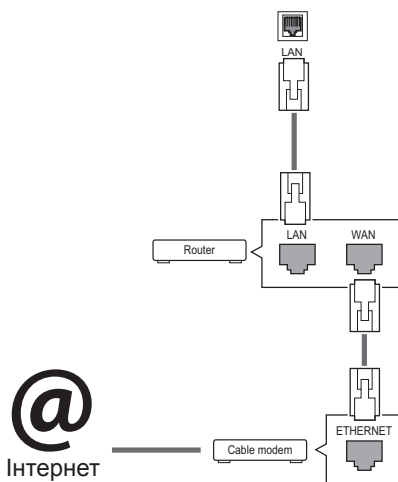 LAN
LAN
WAN
Router
ETHERNET
Cable modem
@
Інтернет